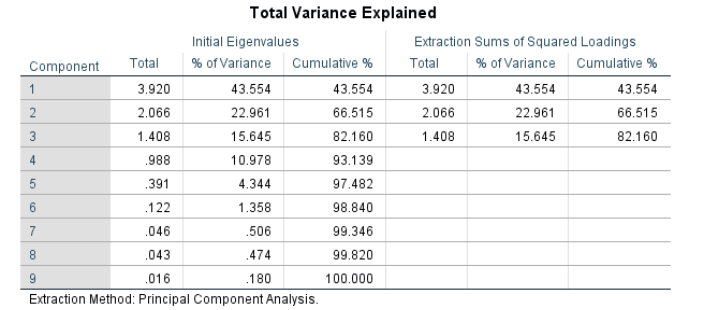 Total Variance Explained
Initial Eigenvalues Extraction Sums of Squared Loadings
Component Total % of Variance Cumulative % Total % of Variance Cumulative %
1 3.920 43.554 43.554 3.920 43.554 43.554
2 2.066 22.961 66.515 2.066 22.961 66.515
3 1.408 15.645 82.160 1.408 15.645 82.160
4 .988 10.978 93.139
5 .391 4.344 97.482
6 .122 1.358 98.840
7 .046 .506 99.346
8 .043 .474 99.820
9 .016 .180 100.000
Extraction Method: Principal Component Analysis.